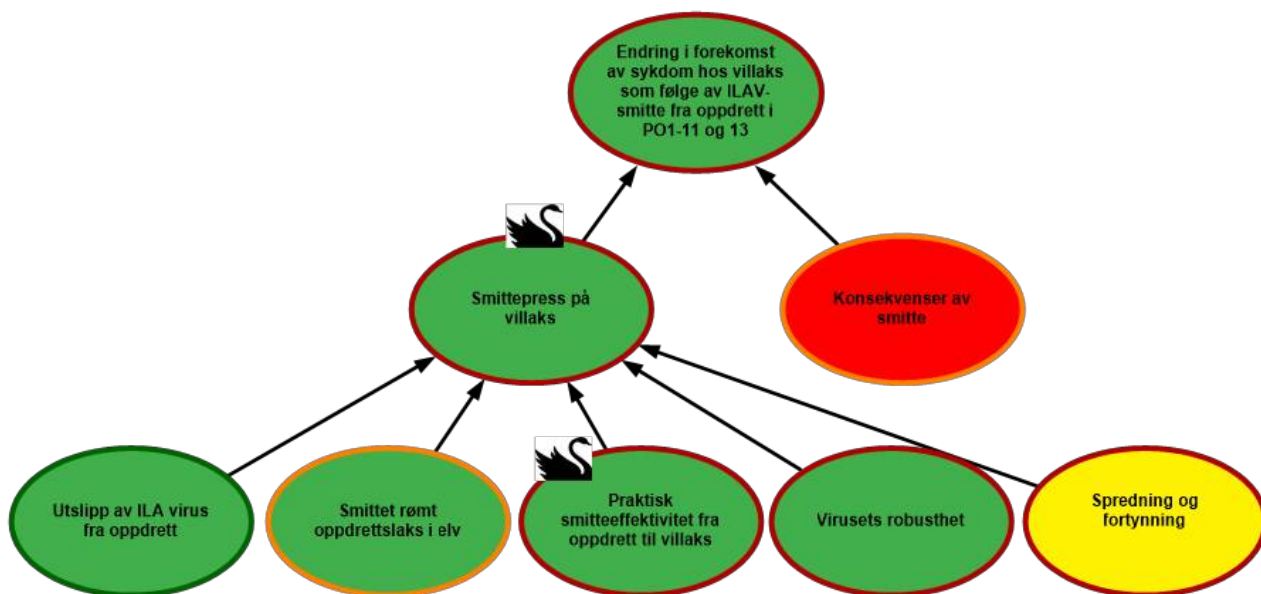 Endring i forekomst
av sykdom hos villaks
som følge av ILAV-
smitte fra oppdrett i
PO1-11 og 13
Smittepress på
villaks
Konsekvenser av
smitte
Utslipp av ILA virus
fra oppdrett
Smittet rømt
oppdrettslaks i elv
Praktisk
smitteeffektivitet fra
oppdrett til villaks
Virusets robusthet
Spredning og
fortynning